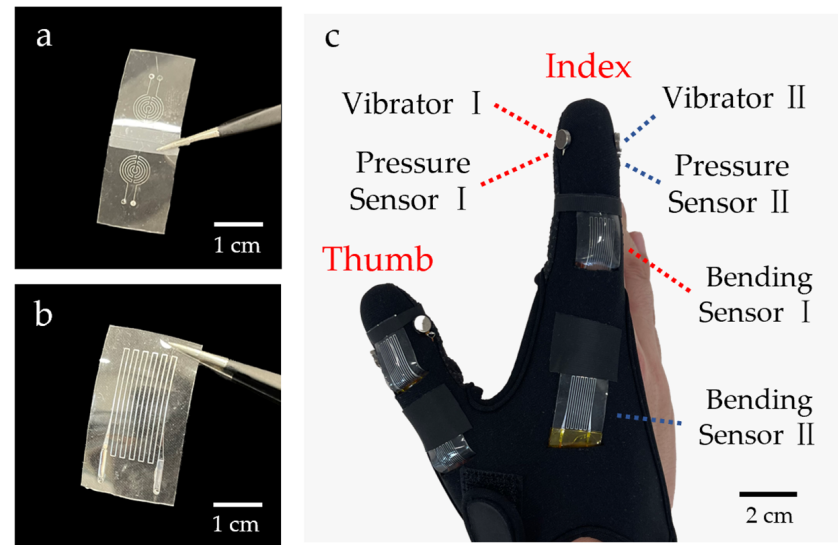 a
1 cm
b
1 cm
c
Index
Vibrator Ⅰ
Vibrator Ⅱ
Pressure
Sensor Ⅰ
Pressure
Sensor Ⅱ
Thumb
Bending
Sensor Ⅰ
Bending
Sensor Ⅱ
2 cm